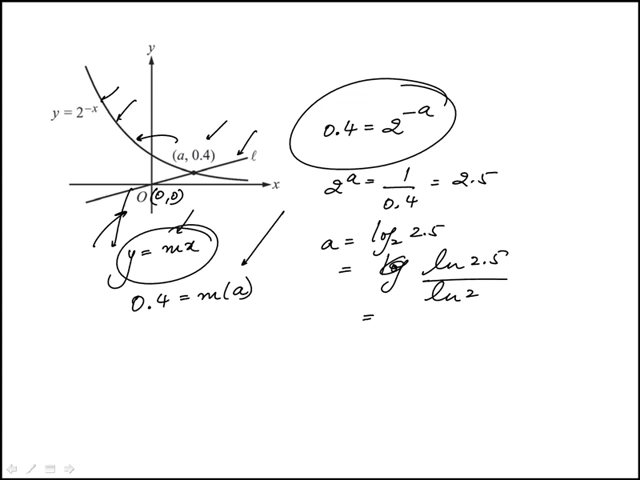 y
y = 2^{-x}
(a, 0.4)
ℓ
x
O (0,0)
y = mx
0.4 = m(a)
0.4 = 2^{-a}
2^a = 1/0.4 = 2.5
a = log_2 2.5
= ln 2.5 / ln 2
=